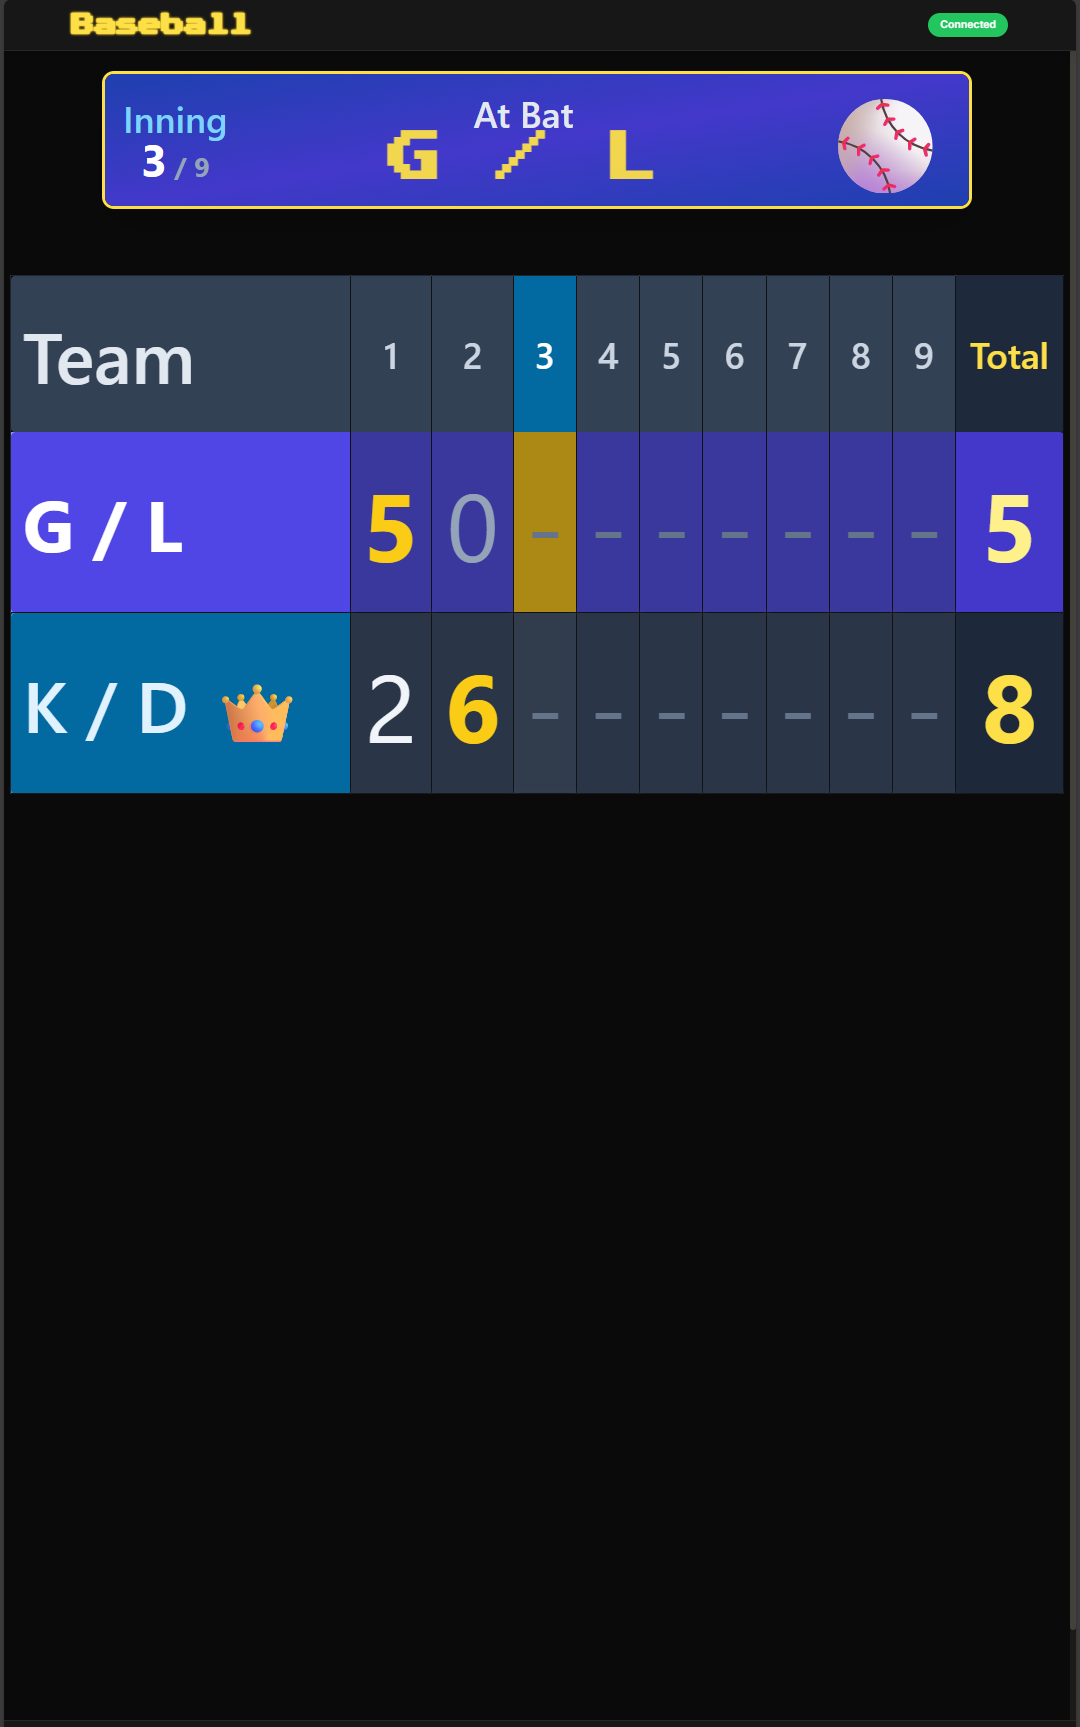 Baseball
Connected
Inning
3 / 9
At Bat
G / L
Team 1 2 3 4 5 6 7 8 9 Total
G / L 5 0 - - - - - - - 5
K / D 2 6 - - - - - - - 8